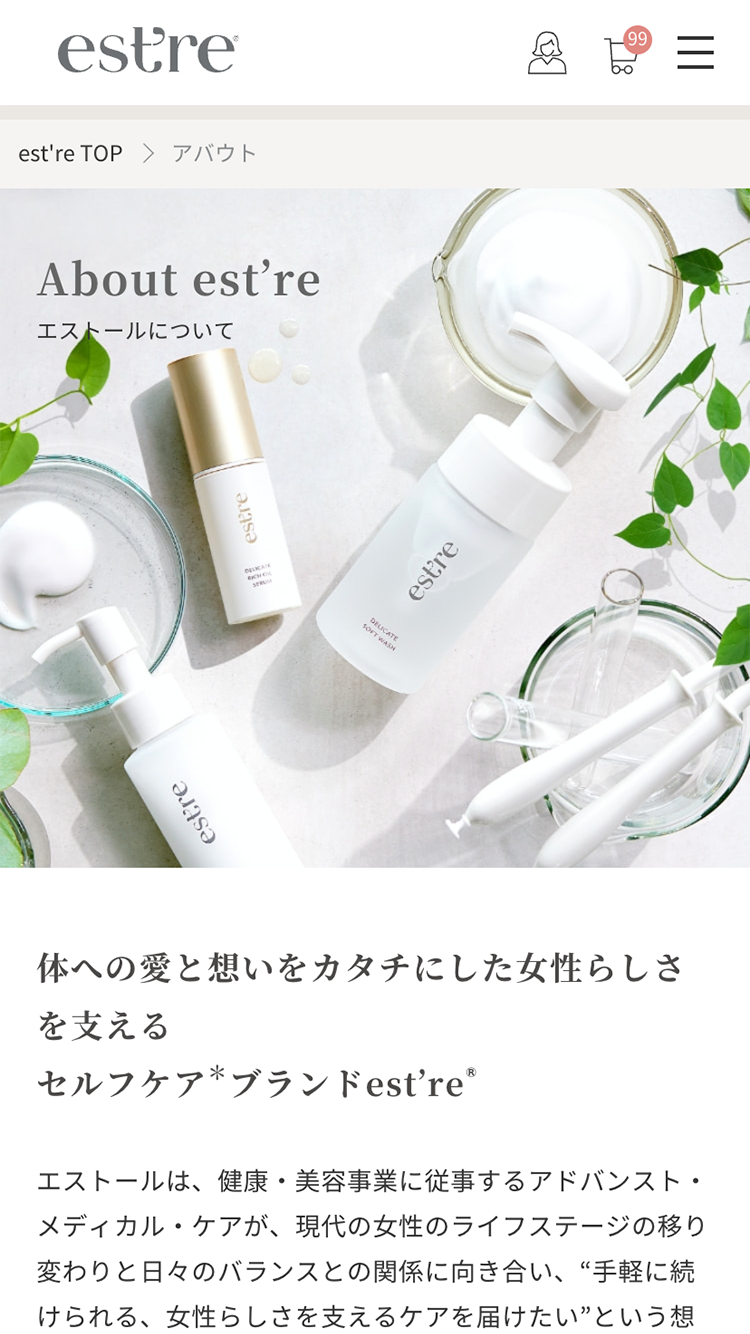 est're®
99
est're TOP > アバウト
About est’re
エストールについて
est're
DELICATE
RICH OIL
SERUM
est're
DELICATE
SOFT WASH
est're
体への愛と想いをカタチにした女性らしさ
を支える
セルフケア*ブランドest’re®
エストールは、健康・美容事業に従事するアドバンスト・
メディカル・ケアが、現代の女性のライフステージの移り
変わりと日々のバランスとの関係に向き合い、“手軽に続
けられる、女性らしさを支えるケアを届けたい”という想